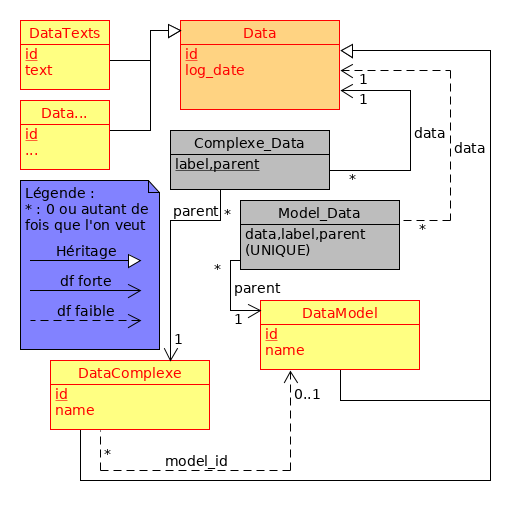 DataTexts
id
text
Data
id
log_date
Data...
id
...
1
1
data
data
Complexe_Data
label,parent
*
Légende :
* : 0 ou autant de
fois que l'on veut
Héritage
df forte
df faible
parent
*
Model_Data
data,label,parent
(UNIQUE)
*
*
parent
1
DataModel
id
name
1
DataComplexe
id
name
0..1
*
model_id